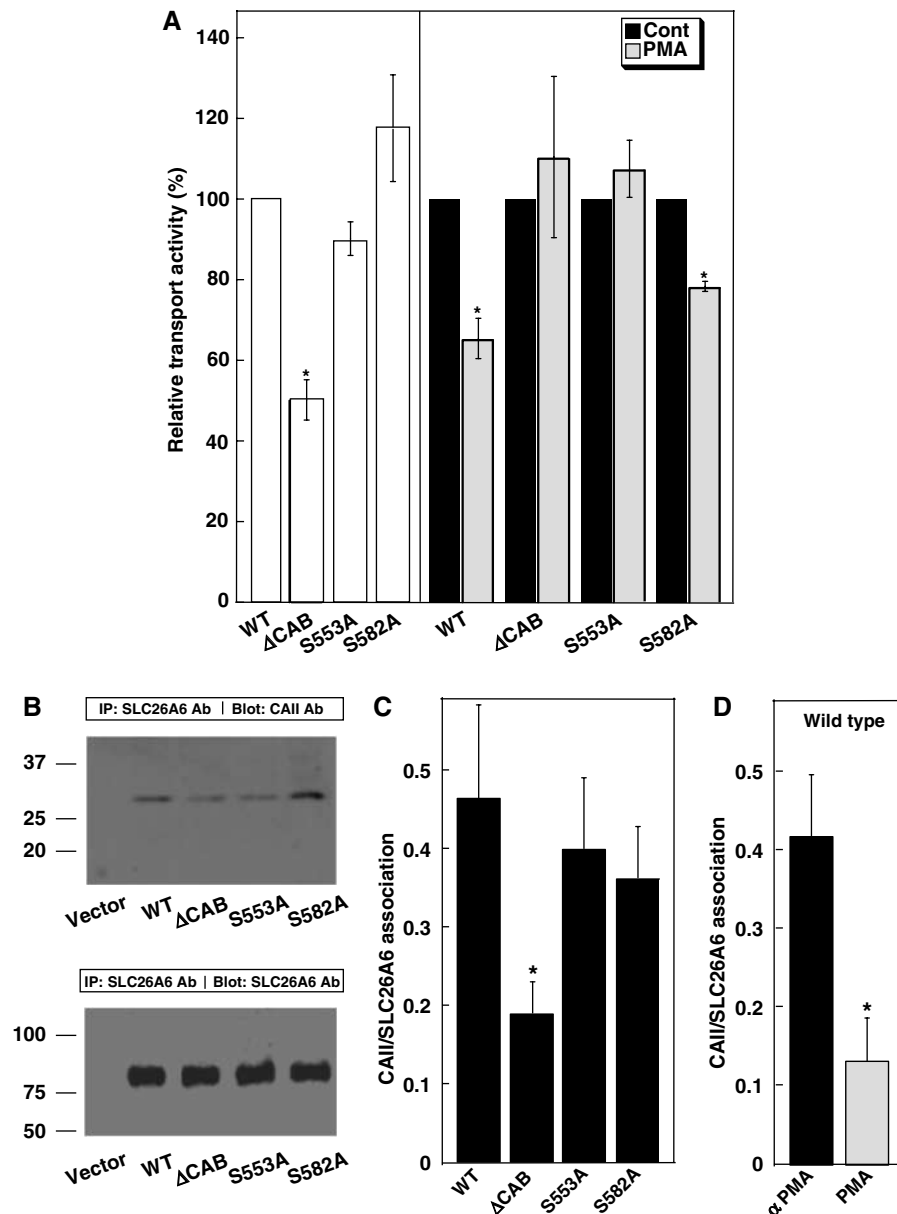 A
140
120
100
80
60
40
20
0
Relative transport activity (%)
Cont
PMA
*
*
*
WT
ΔCAB
S553A
S582A
WT
ΔCAB
S553A
S582A
B
IP: SLC26A6 Ab | Blot: CAII Ab
37
25
20
Vector
WT
ΔCAB
S553A
S582A
IP: SLC26A6 Ab | Blot: SLC26A6 Ab
100
75
50
Vector
WT
ΔCAB
S553A
S582A
C
0.5
0.4
0.3
0.2
0.1
0
CAII/SLC26A6 association
*
WT
ΔCAB
S553A
S582A
D
Wild type
0.5
0.4
0.3
0.2
0.1
0
CAII/SLC26A6 association
*
α PMA
PMA